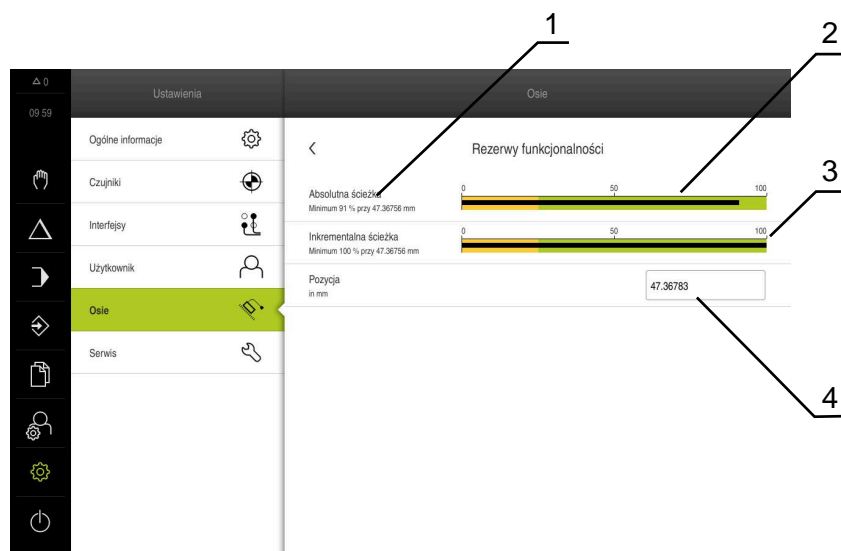 1
2
△ 0
Ustawienia
Osie
09 59
Ogólne informacje
Rezerwy funkcjonalności
Czujniki
3
Absolutna ścieżka
0 50 100
Minimum 91 % przy 47.36756 mm
Interfejsy
Inkrementalna ścieżka
0 50 100
Minimum 100 % przy 47.36756 mm
Użytkownik
Pozycja
in mm
47.36783
Osie
Serwis
4